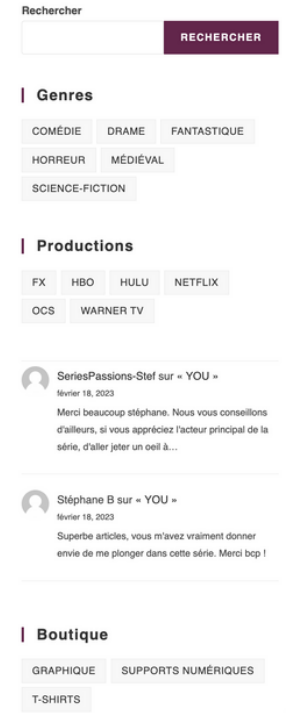 Rechercher
RECHERCHER
Genres
COMÉDIE DRAME FANTASTIQUE
HORREUR MÉDIÉVAL
SCIENCE-FICTION
Productions
FX HBO HULU NETFLIX
OCS WARNER TV
SeriesPassions-Stef sur « YOU »
février 18, 2023
Merci beaucoup stéphane. Nous vous conseillons
d'ailleurs, si vous appréciez l'acteur principal de la
série, d'aller jeter un oeil à…
Stéphane B sur « YOU »
février 18, 2023
Superbe articles, vous m'avez vraiment donner
envie de me plonger dans cette série. Merci bcp !
Boutique
GRAPHIQUE SUPPORTS NUMÉRIQUES
T-SHIRTS